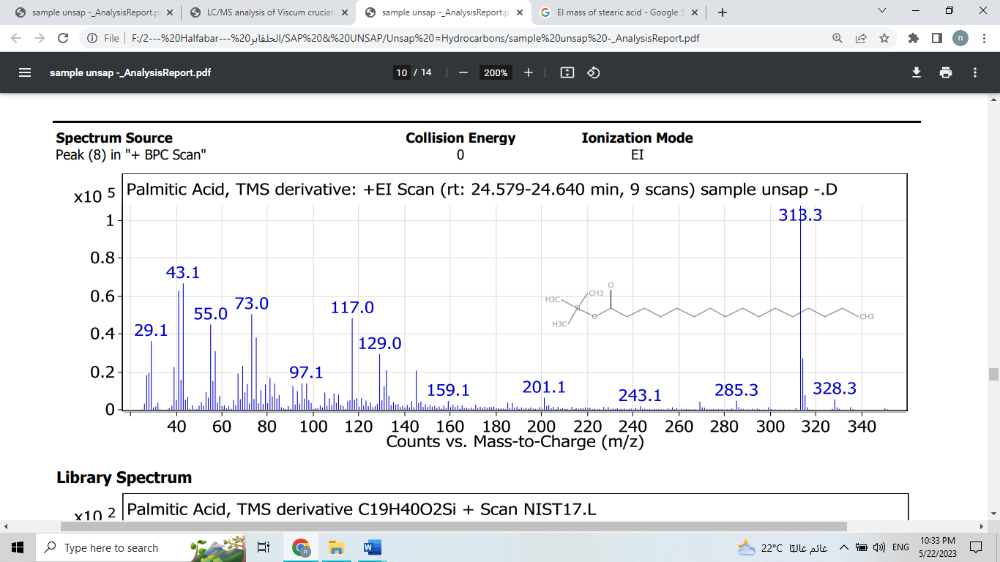 sample unsap -_AnalysisReport.p
LC/MS analysis of Viscum cruciat
sample unsap -_AnalysisReport.p
EI mass of stearic acid - Google S
File F:/2---%20Halfabar---%20الحلفابر/SAP%20&%20UNSAP/Unsap%20=Hydrocarbons/sample%20unsap%20-_AnalysisReport.pdf
n
sample unsap -_AnalysisReport.pdf
10 / 14
200%
Spectrum Source Collision Energy Ionization Mode
Peak (8) in "+ BPC Scan" 0 EI
x10 5
Palmitic Acid, TMS derivative: +EI Scan (rt: 24.579-24.640 min, 9 scans) sample unsap -.D
1
0.8
0.6
0.4
0.2
0
313.3
43.1
55.0
73.0
29.1
117.0
129.0
97.1
159.1
201.1
243.1
285.3
328.3
O
CH3
H3C
Si
O
H3C
CH3
40 60 80 100 120 140 160 180 200 220 240 260 280 300 320 340
Counts vs. Mass-to-Charge (m/z)
Library Spectrum
x10 2
Palmitic Acid, TMS derivative C19H40O2Si + Scan NIST17.L
Type here to search
n
W
22°C غائم غالبًا
ENG
10:33 PM
5/22/2023